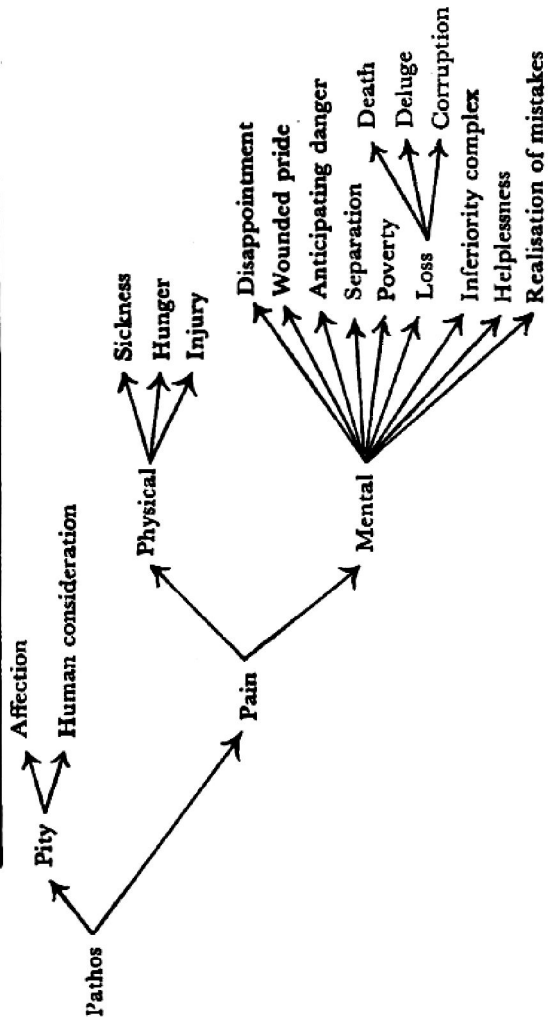 Pathos
Pity
Affection
Human consideration
Pain
Physical
Sickness
Hunger
Injury
Mental
Disappointment
Wounded pride
Anticipating danger
Separation
Poverty
Loss
Death
Deluge
Corruption
Inferiority complex
Helplessness
Realisation of mistakes